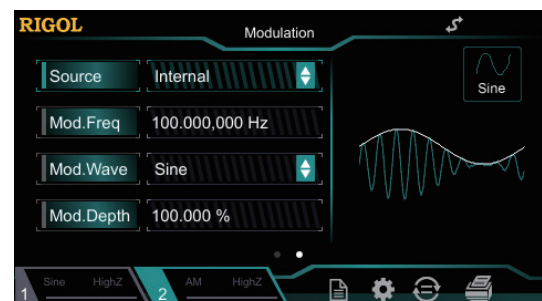 RIGOL
Modulation
Source Internal
Sine
Mod.Freq 100.000,000 Hz
Mod.Wave Sine
Mod.Depth 100.000 %
1 Sine HighZ 2 AM HighZ